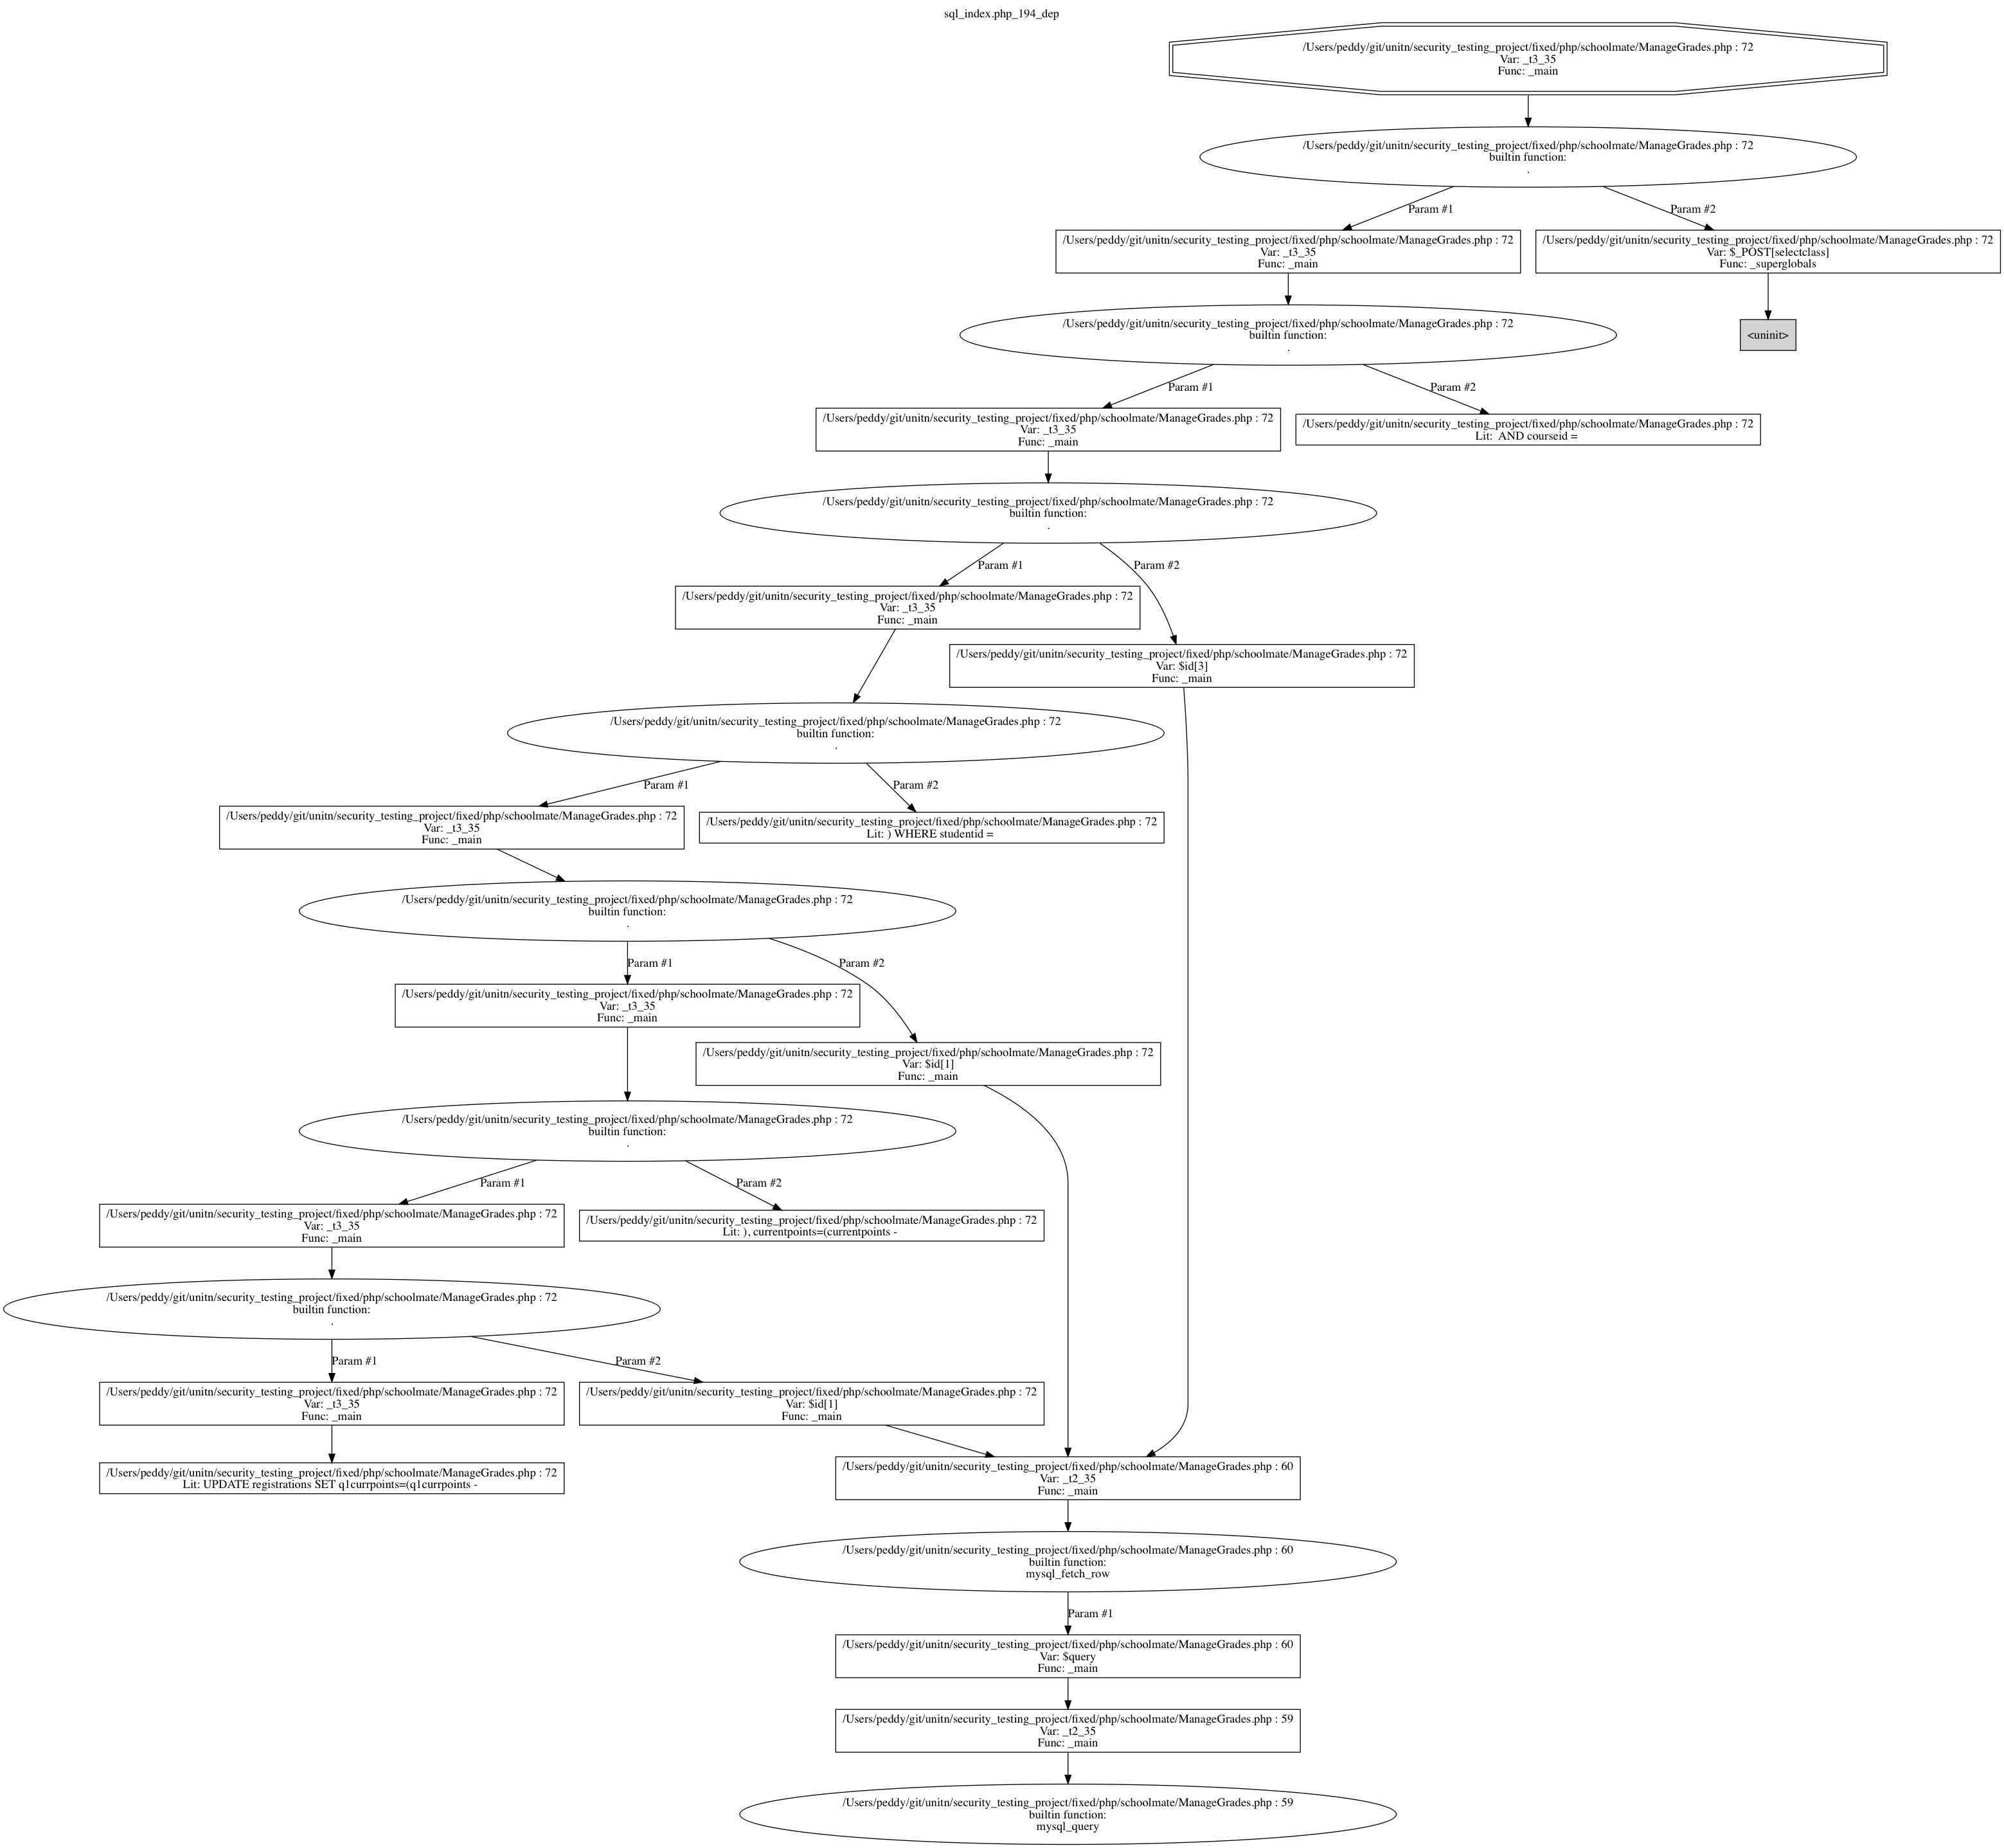 sql_index.php_194_dep
/Users/peddy/git/unitn/security_testing_project/fixed/php/schoolmate/ManageGrades.php : 72
Var: _t3_35
Func: _main
/Users/peddy/git/unitn/security_testing_project/fixed/php/schoolmate/ManageGrades.php : 72
builtin function:
.
Param #1
Param #2
/Users/peddy/git/unitn/security_testing_project/fixed/php/schoolmate/ManageGrades.php : 72
Var: _t3_35
Func: _main
/Users/peddy/git/unitn/security_testing_project/fixed/php/schoolmate/ManageGrades.php : 72
Var: $_POST[selectclass]
Func: _superglobals
/Users/peddy/git/unitn/security_testing_project/fixed/php/schoolmate/ManageGrades.php : 72
builtin function:
.
<uninit>
Param #1
Param #2
/Users/peddy/git/unitn/security_testing_project/fixed/php/schoolmate/ManageGrades.php : 72
Var: _t3_35
Func: _main
/Users/peddy/git/unitn/security_testing_project/fixed/php/schoolmate/ManageGrades.php : 72
Lit:  AND courseid =
/Users/peddy/git/unitn/security_testing_project/fixed/php/schoolmate/ManageGrades.php : 72
builtin function:
.
Param #1
Param #2
/Users/peddy/git/unitn/security_testing_project/fixed/php/schoolmate/ManageGrades.php : 72
Var: _t3_35
Func: _main
/Users/peddy/git/unitn/security_testing_project/fixed/php/schoolmate/ManageGrades.php : 72
Var: $id[3]
Func: _main
/Users/peddy/git/unitn/security_testing_project/fixed/php/schoolmate/ManageGrades.php : 72
builtin function:
.
Param #1
Param #2
/Users/peddy/git/unitn/security_testing_project/fixed/php/schoolmate/ManageGrades.php : 72
Var: _t3_35
Func: _main
/Users/peddy/git/unitn/security_testing_project/fixed/php/schoolmate/ManageGrades.php : 72
Lit: ) WHERE studentid =
/Users/peddy/git/unitn/security_testing_project/fixed/php/schoolmate/ManageGrades.php : 72
builtin function:
.
Param #1
Param #2
/Users/peddy/git/unitn/security_testing_project/fixed/php/schoolmate/ManageGrades.php : 72
Var: _t3_35
Func: _main
/Users/peddy/git/unitn/security_testing_project/fixed/php/schoolmate/ManageGrades.php : 72
Var: $id[1]
Func: _main
/Users/peddy/git/unitn/security_testing_project/fixed/php/schoolmate/ManageGrades.php : 72
builtin function:
.
Param #1
Param #2
/Users/peddy/git/unitn/security_testing_project/fixed/php/schoolmate/ManageGrades.php : 72
Var: _t3_35
Func: _main
/Users/peddy/git/unitn/security_testing_project/fixed/php/schoolmate/ManageGrades.php : 72
Lit: ), currentpoints=(currentpoints -
/Users/peddy/git/unitn/security_testing_project/fixed/php/schoolmate/ManageGrades.php : 72
builtin function:
.
Param #1
Param #2
/Users/peddy/git/unitn/security_testing_project/fixed/php/schoolmate/ManageGrades.php : 72
Var: _t3_35
Func: _main
/Users/peddy/git/unitn/security_testing_project/fixed/php/schoolmate/ManageGrades.php : 72
Var: $id[1]
Func: _main
/Users/peddy/git/unitn/security_testing_project/fixed/php/schoolmate/ManageGrades.php : 72
Lit: UPDATE registrations SET q1currpoints=(q1currpoints -
/Users/peddy/git/unitn/security_testing_project/fixed/php/schoolmate/ManageGrades.php : 60
Var: _t2_35
Func: _main
/Users/peddy/git/unitn/security_testing_project/fixed/php/schoolmate/ManageGrades.php : 60
builtin function:
mysql_fetch_row
Param #1
/Users/peddy/git/unitn/security_testing_project/fixed/php/schoolmate/ManageGrades.php : 60
Var: $query
Func: _main
/Users/peddy/git/unitn/security_testing_project/fixed/php/schoolmate/ManageGrades.php : 59
Var: _t2_35
Func: _main
/Users/peddy/git/unitn/security_testing_project/fixed/php/schoolmate/ManageGrades.php : 59
builtin function:
mysql_query